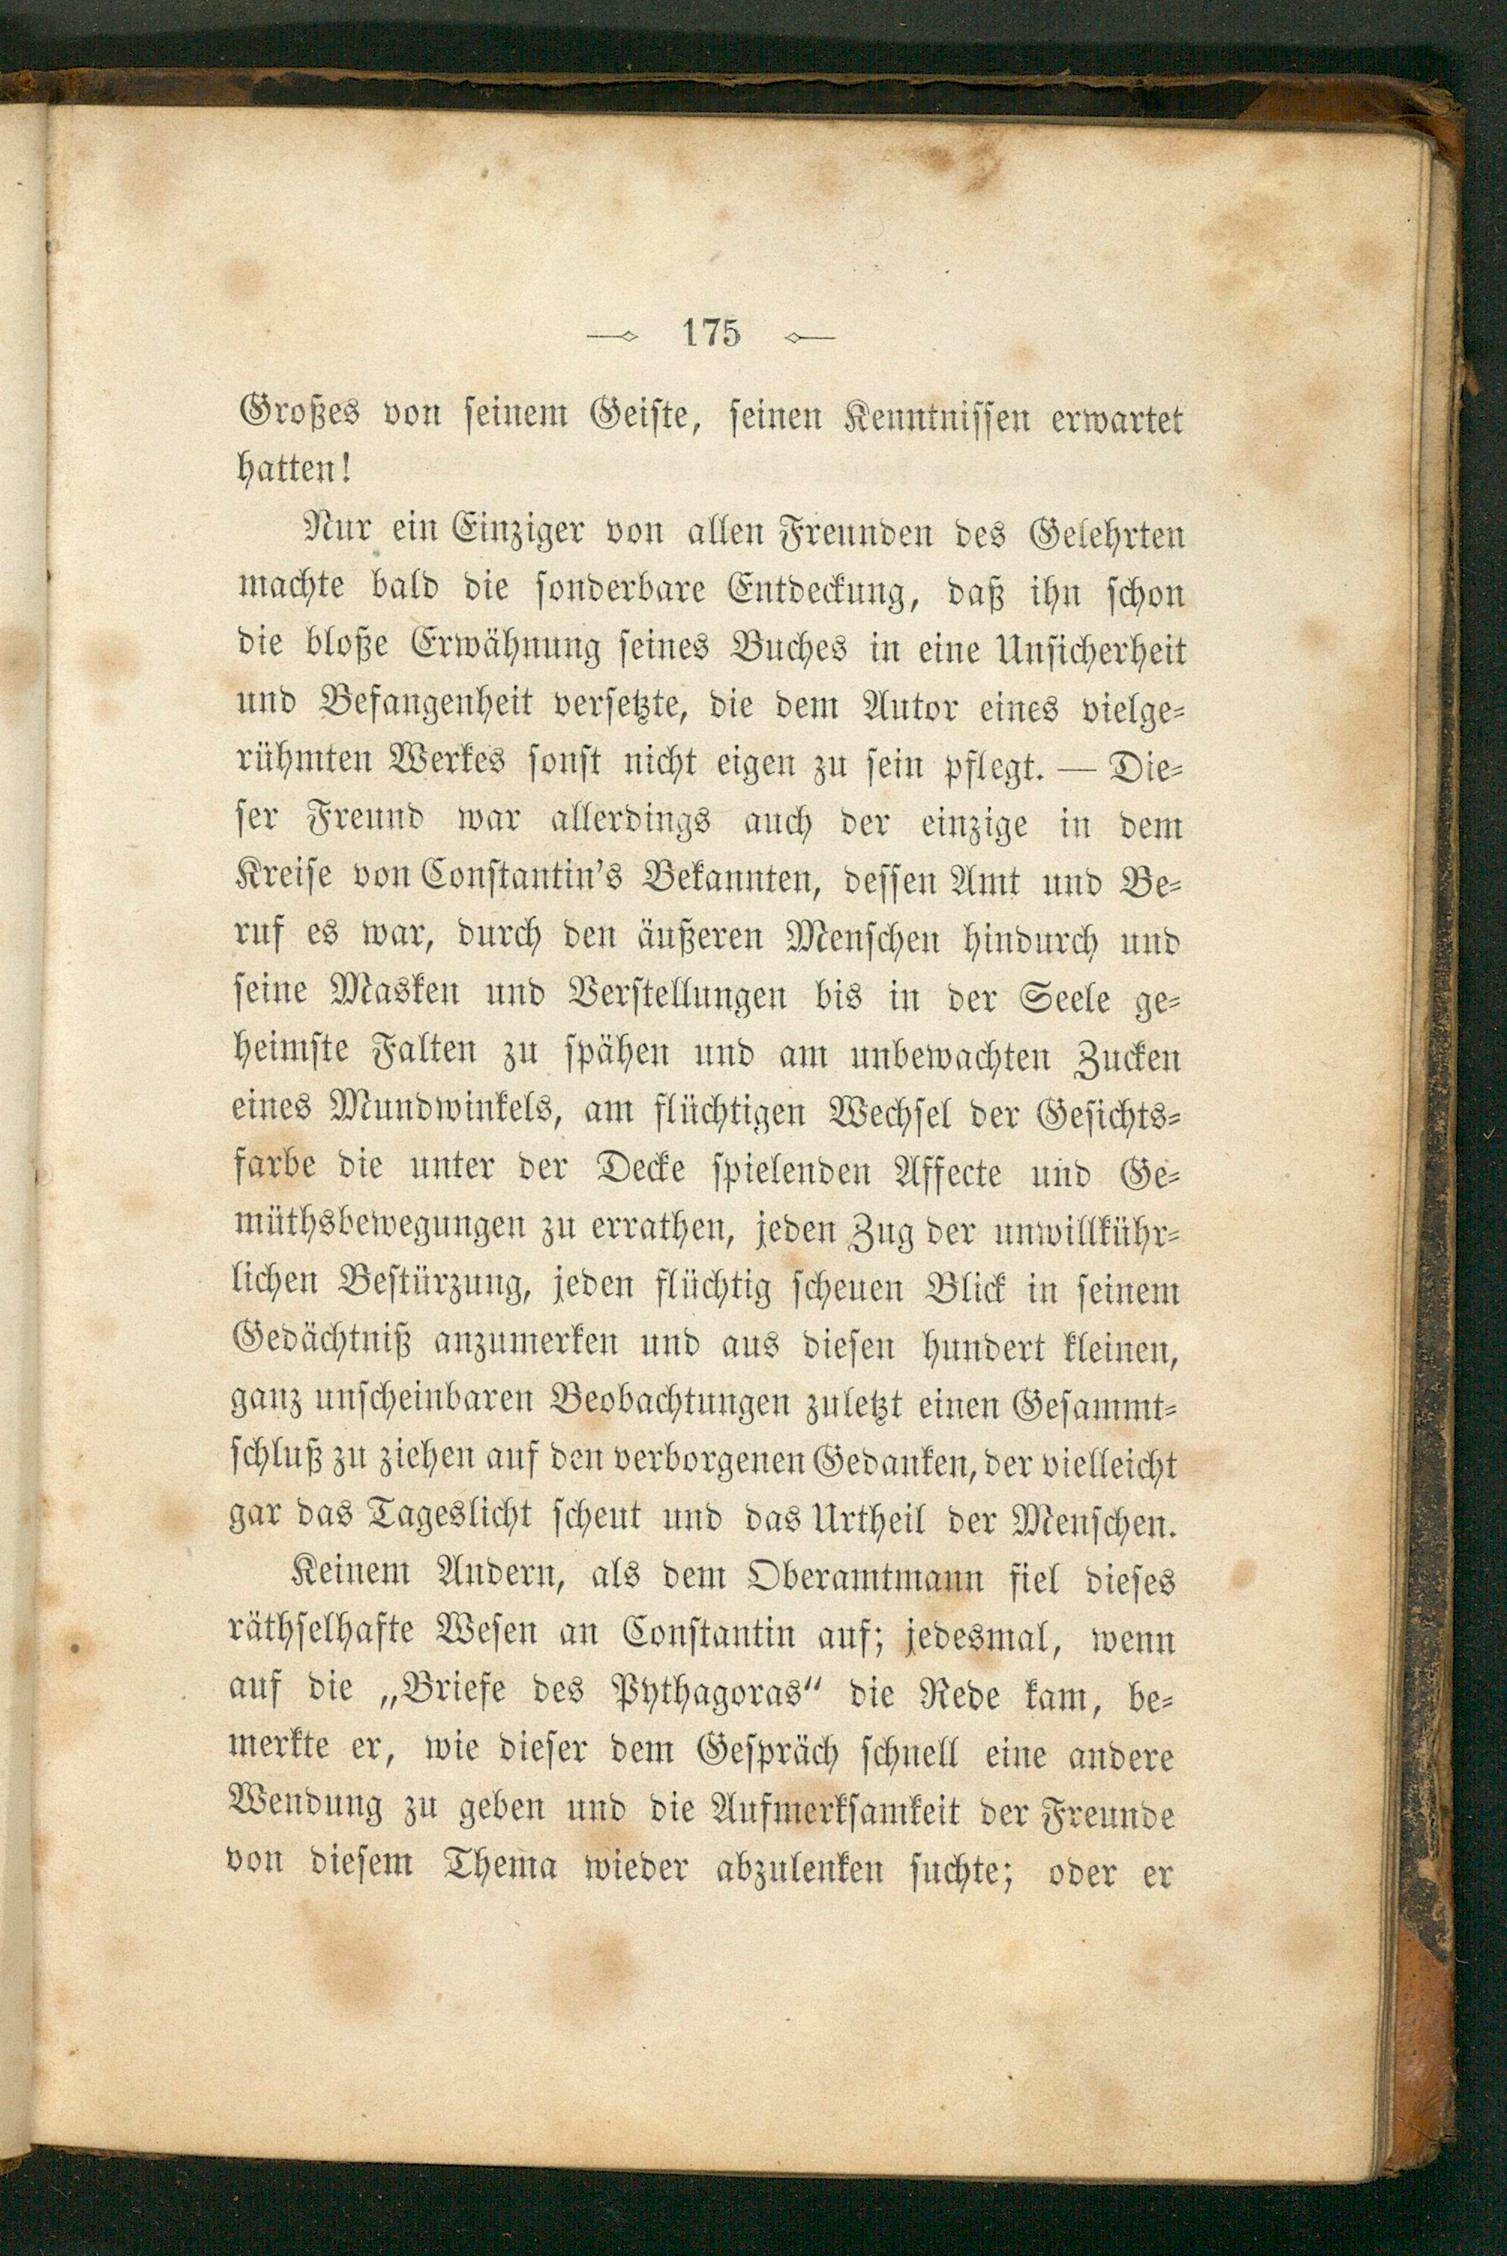 175
Großes von seinem Geiste, seinen Kenntnissen erwartet
hatten!
Nur ein Einziger von allen Freunden des Gelehrten
machte bald die sonderbare Entdeckung, daß ihn schon
die bloße Erwähnung seines Buches in eine Unsicherheit
und Befangenheit versetzte, die dem Autor eines vielge-
rühmten Werkes sonst nicht eigen zu sein pflegt. — Die-
ser Freund war allerdings auch der einzige in dem
Kreise von Constantin's Bekannten, dessen Amt und Be-
ruf es war, durch den äußeren Menschen hindurch und
seine Masken und Verstellungen bis in der Seele ge-
heimste Falten zu spähen und am unbewachten Zucken
eines Mundwinkels, am flüchtigen Wechsel der Gesichts-
farbe die unter der Decke spielenden Affecte und Ge-
müthsbewegungen zu errathen, jeden Zug der unwillkühr-
lichen Bestürzung, jeden flüchtig scheuen Blick in seinem
Gedächtniß anzumerken und aus diesen hundert kleinen,
ganz unscheinbaren Beobachtungen zuletzt einen Gesammt-
schluß zu ziehen auf den verborgenen Gedanken, der vielleicht
gar das Tageslicht scheut und das Urtheil der Menschen.
Keinem Andern, als dem Oberamtmann fiel dieses
räthselhafte Wesen an Constantin auf; jedesmal, wenn
auf die „Briefe des Pythagoras“ die Rede kam, be-
merkte er, wie dieser dem Gespräch schnell eine andere
Wendung zu geben und die Aufmerksamkeit der Freunde
von diesem Thema wieder abzulenken suchte; oder er